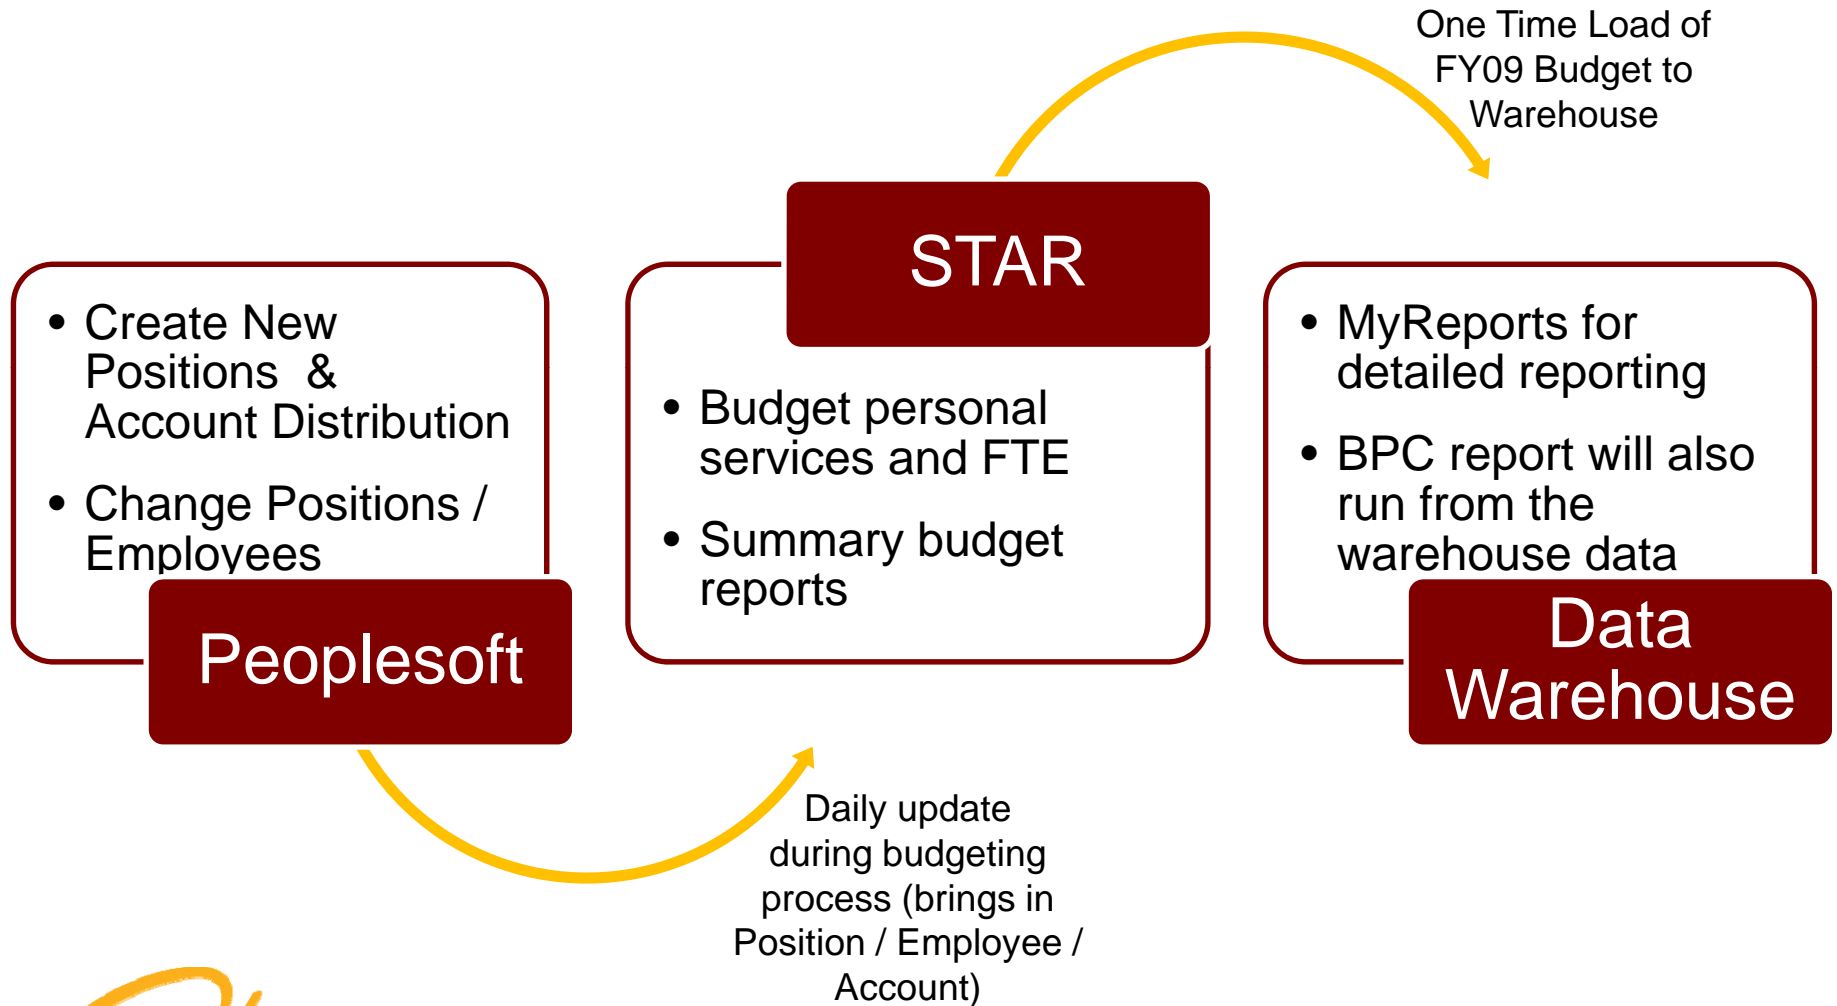 One Time Load of
FY09 Budget to
Warehouse
• Create New
Positions &
Account Distribution
• Change Positions /
Employees
Peoplesoft
STAR
• Budget personal
services and FTE
• Summary budget
reports
• MyReports for
detailed reporting
• BPC report will also
run from the
warehouse data
Data
Warehouse
Daily update
during budgeting
process (brings in
Position / Employee /
Account)